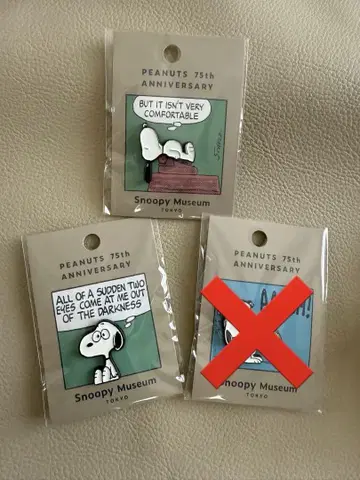 PEANUTS 75th
ANNIVERSARY
BUT IT ISN'T VERY
COMFORTABLE
Snoopy Museum
TOKYO
PEANUTS 75th
ANNIVERSARY
ALL OF A SUDDEN TWO
EYES COME AT ME OUT
OF THE DARKNESS
Snoopy Museum
TOKYO
PEANUTS 75th
ANNIVERSARY
Snoopy Museum
TOKYO